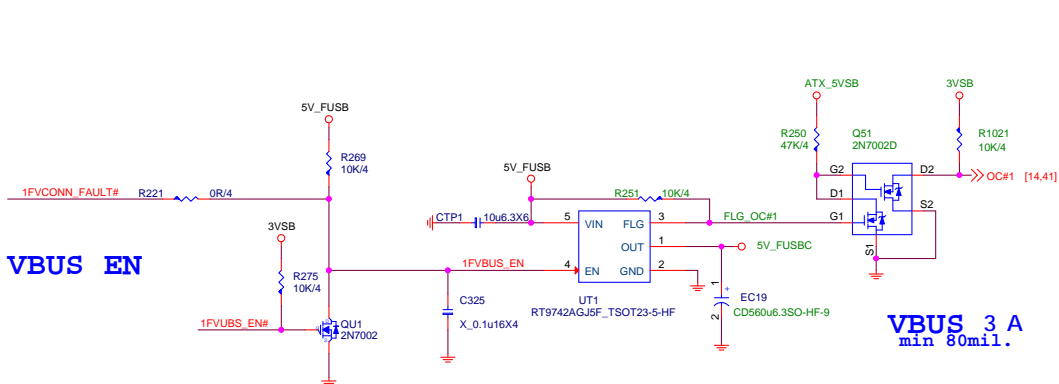 ATX_5VSB
3VSB
5V_FUSB
R250
47K/4
Q51
2N7002D
R1021
10K/4
R269
10K/4
5V_FUSB
G2
D2
1FVCONN_FAULT#
R221
0R/4
R251
10K/4
D1
OC#1 [14,41]
CTP1
10u6.3X6
5
VIN
FLG
3
FLG_OC#1
G1
S2
3VSB
OUT
1
5V_FUSBC
S1
VBUS EN
R275
10K/4
1FVBUS_EN
4
EN
GND
2
C325
X_0.1u16X4
UT1
RT9742AGJ5F_TSOT23-5-HF
1
2
EC19
CD560u6.3SO-HF-9
1FVUBS_EN#
QU1
2N7002
VBUS 3 A
min 80mil.